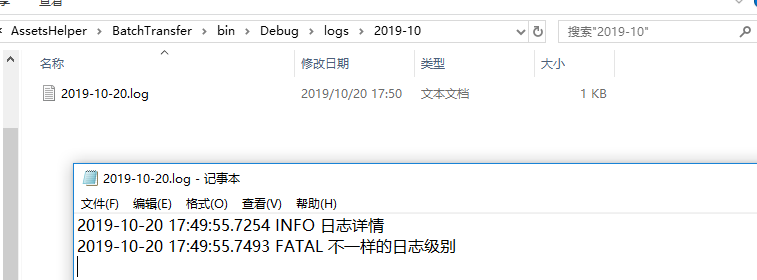 AssetsHelper > BatchTransfer > bin > Debug > logs > 2019-10 搜索"2019-10"
名称 修改日期 类型 大小
2019-10-20.log 2019/10/20 17:50 文本文档 1 KB
2019-10-20.log - 记事本
文件(F) 编辑(E) 格式(O) 查看(V) 帮助(H)
2019-10-20 17:49:55.7254 INFO 日志详情
2019-10-20 17:49:55.7493 FATAL 不一样的日志级别